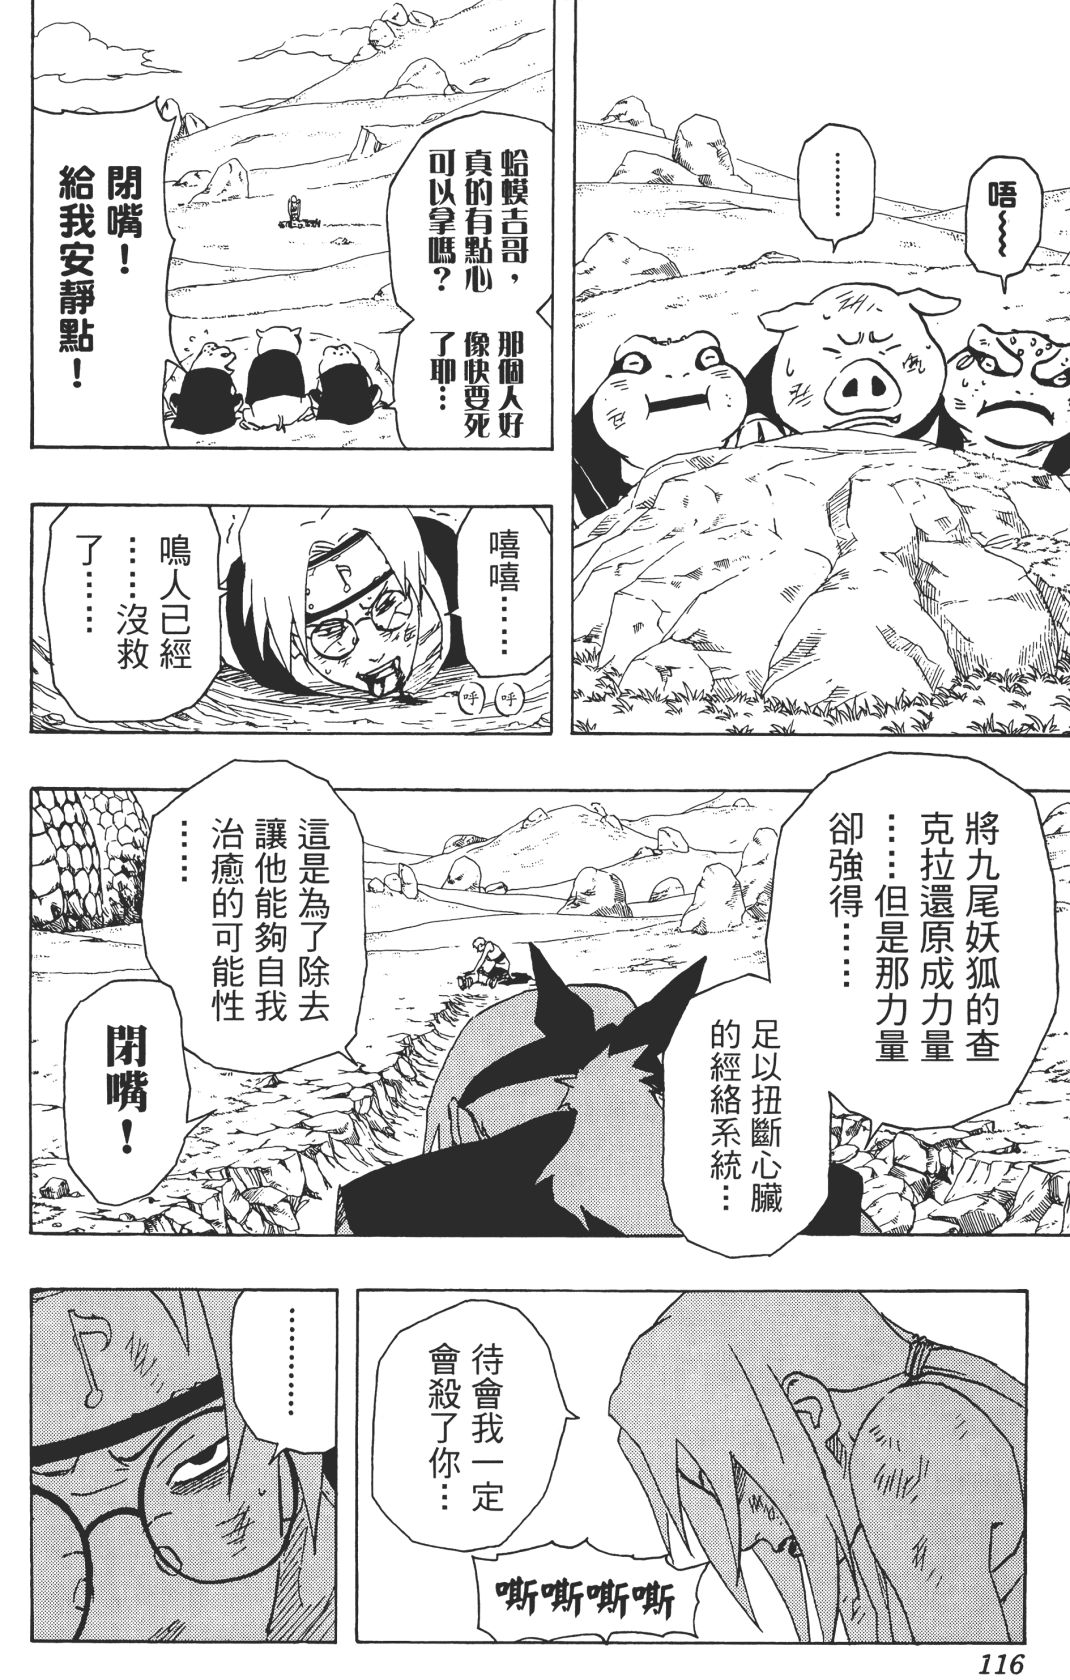 唔～
………
蛤蟆吉哥，
真的有點心
可以拿嗎？
那個人好
像快要死
了耶…
閉嘴！
給我安靜點！
嘻嘻……
呼
呼
鳴人已經
……沒救
了……
將九尾妖狐的查
克拉還原成力量
……但是那力量
卻強得……
足以扭斷心臟
的經絡系統…
這是為了除去
讓他能夠自我
治癒的可能性
……
閉嘴！
待會我一定
會殺了你…
嘶嘶嘶嘶
………
116